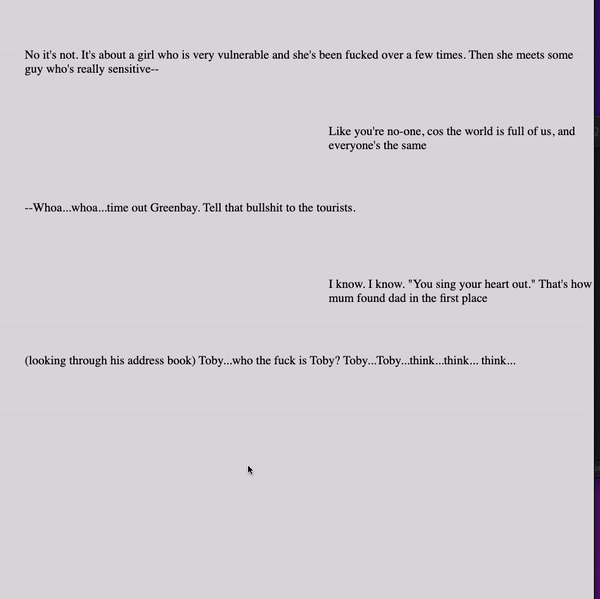 No it's not. It's about a girl who is very vulnerable and she's been fucked over a few times. Then she meets some
guy who's really sensitive--
Like you're no-one, cos the world is full of us, and
everyone's the same
--Whoa...whoa...time out Greenbay. Tell that bullshit to the tourists.
I know. I know. "You sing your heart out." That's how
mum found dad in the first place
(looking through his address book) Toby...who the fuck is Toby? Toby...Toby...think...think... think...